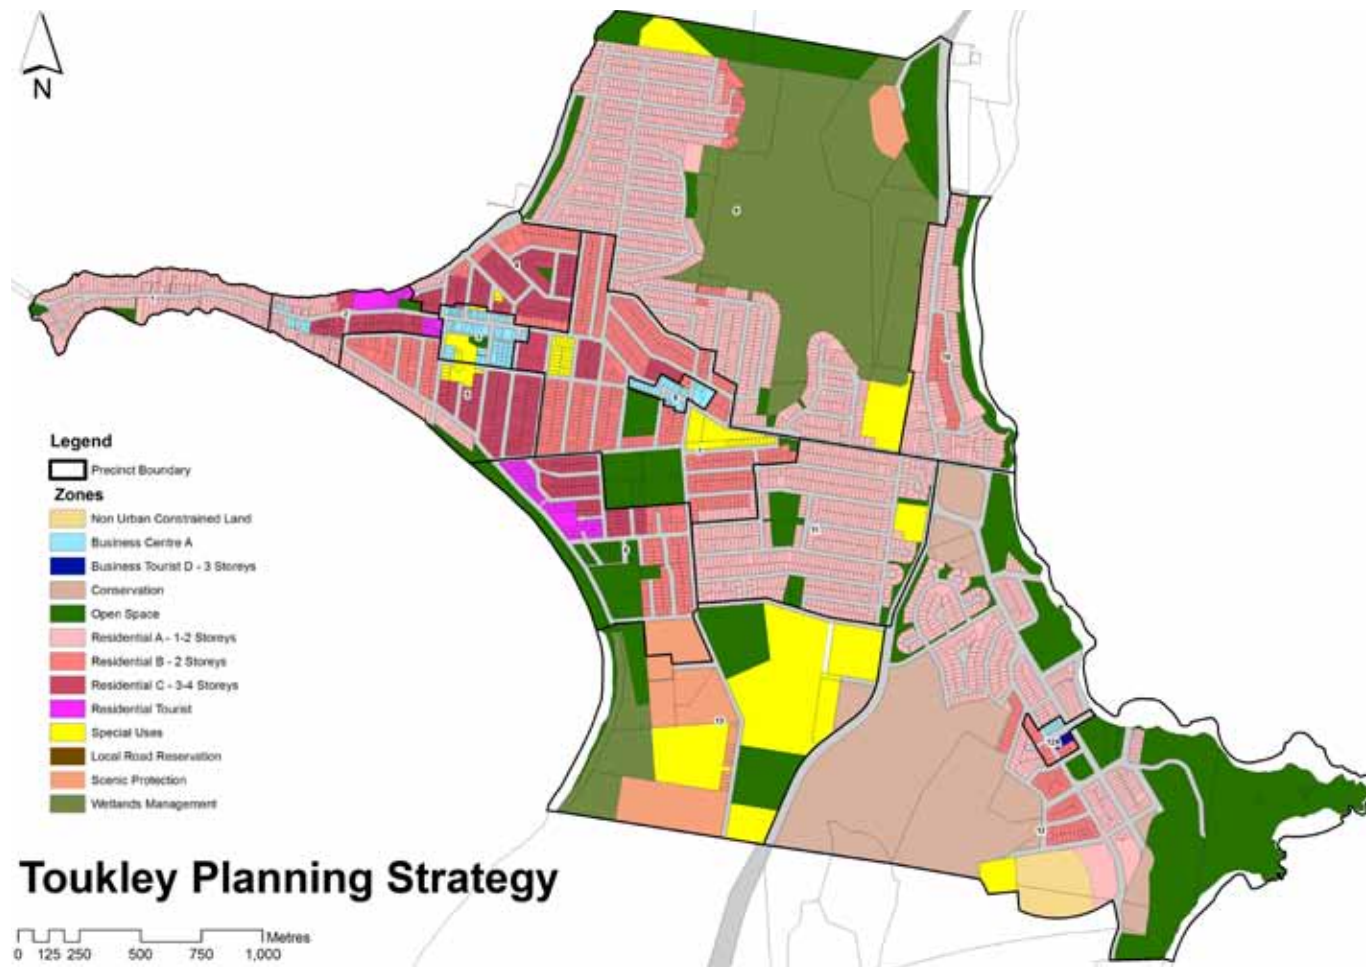 N
Legend
Precinct Boundary
Zones
Non Urban Constrained Land
Business Centre A
Business Tourist D - 3 Storeys
Conservation
Open Space
Residential A - 1-2 Storeys
Residential B - 2 Storeys
Residential C - 3-4 Storeys
Residential Tourist
Special Uses
Local Road Reservation
Scenic Protection
Wetlands Management
Toukley Planning Strategy
Metres
0 125 250 500 750 1,000